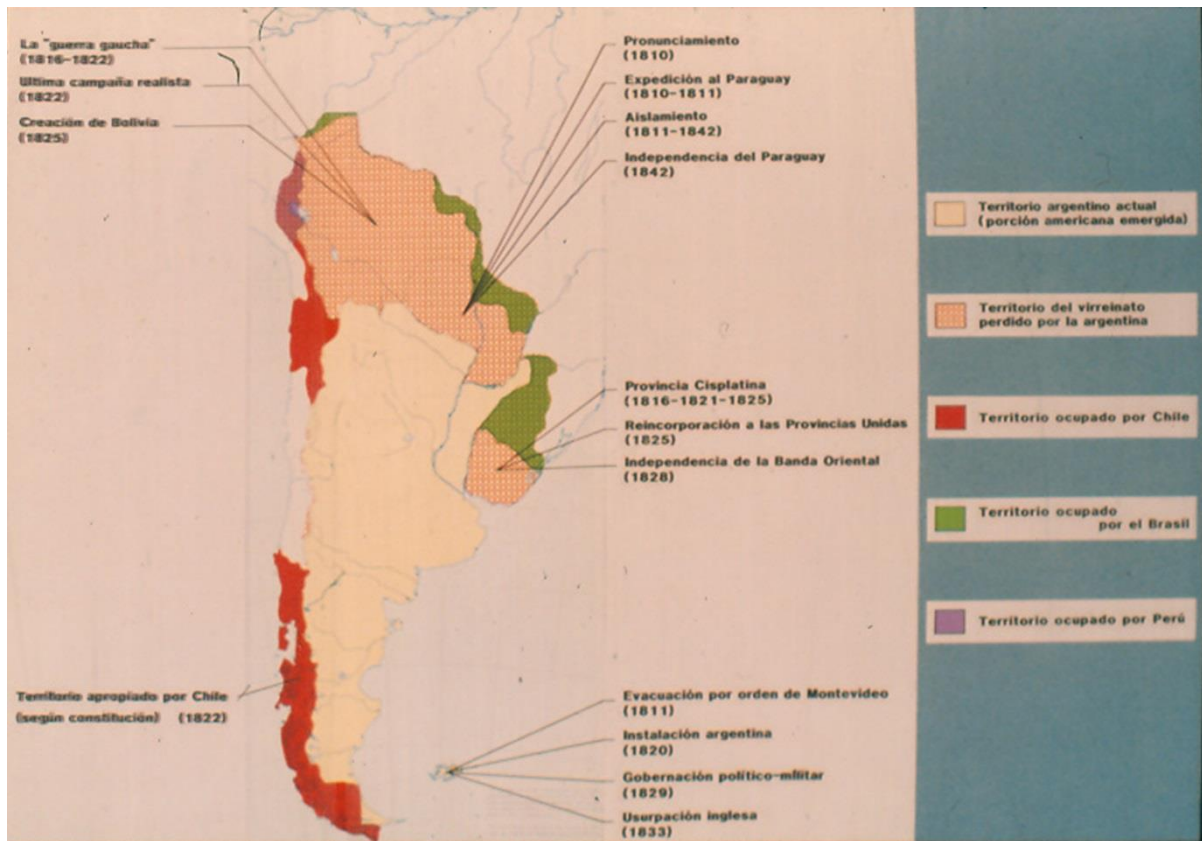 La "guerra gaucha"
(1816-1822)
Ultima campaña realista
(1822)
Creación de Bolivia
(1825)
Pronunciamiento
(1810)
Expedición al Paraguay
(1810-1811)
Aislamiento
(1811-1842)
Independencia del Paraguay
(1842)
Provincia Cisplatina
(1816-1821-1825)
Reincorporación a las Provincias Unidas
(1825)
Independencia de la Banda Oriental
(1828)
Territorio apropiado por Chile
(según constitución) (1822)
Evacuación por orden de Montevideo
(1811)
Instalación argentina
(1820)
Gobernación político-militar
(1829)
Usurpación inglesa
(1833)
Territorio argentino actual
(porción americana emergida)
Territorio del virreinato
perdido por la argentina
Territorio ocupado por Chile
Territorio ocupado
por el Brasil
Territorio ocupado por Perú